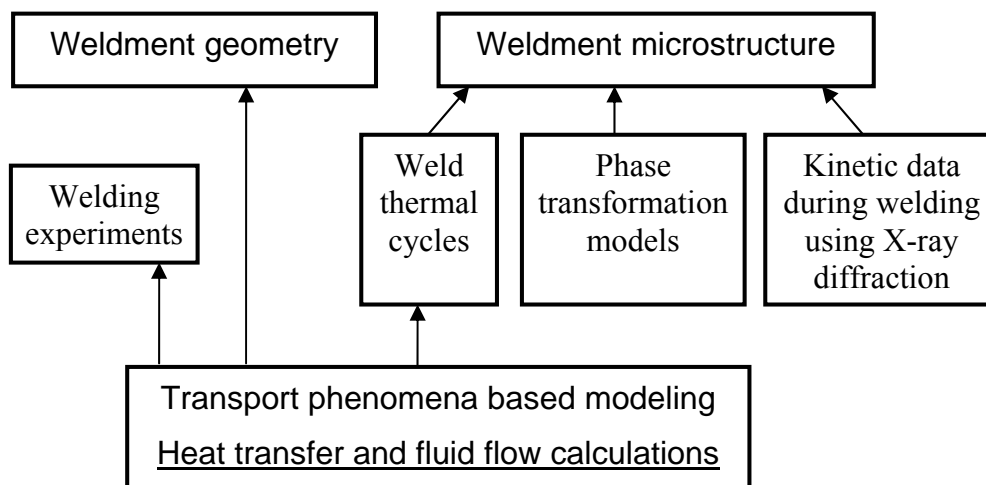 Weldment geometry
Weldment microstructure
Welding
experiments
Weld
thermal
cycles
Phase
transformation
models
Kinetic data
during welding
using X-ray
diffraction
Transport phenomena based modeling
Heat transfer and fluid flow calculations